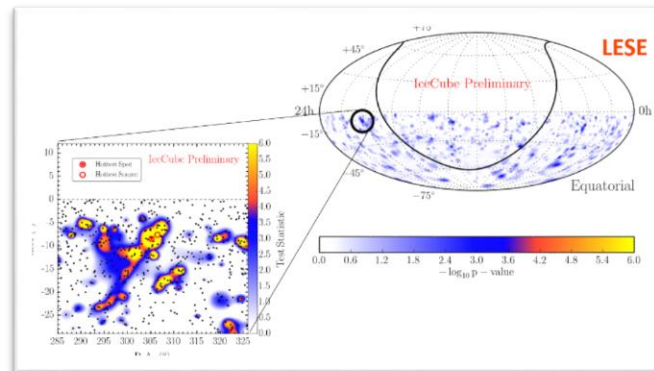 +75°
LESE
+45°
IceCube Preliminary
+15°
24h
0h
−15°
−45°
−75°
Equatorial
0.0 0.6 1.2 1.8 2.4 3.0 3.6 4.2 4.8 5.4 6.0
−log₁₀ p − value
IceCube Preliminary
Hottest Spot
Hottest Source
10
5
0
−5
−10
−15
−20
−25
285 290 295 300 305 310 315 320 325
6.0
5.5
5.0
4.5
4.0
3.5
3.0
2.5
2.0
1.5
1.0
0.5
0.0
Test Statistic